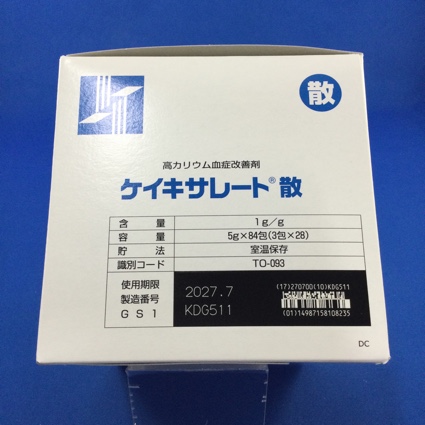 散
高カリウム血症改善剤
ケイキサレート®散
含量 1g/g
容量 5g×84包(3包×28)
貯法 室温保存
識別コード TO-093
使用期限 2027.7
製造番号 KDG511
GS1
(17)270700(10)KDG511
(01)14987158108235
DC